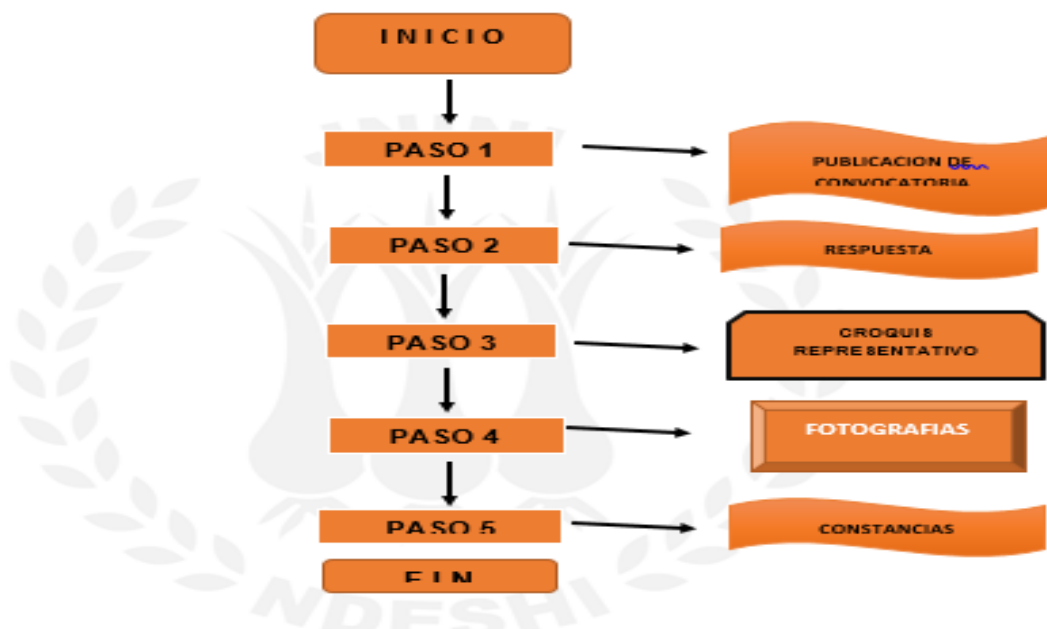 INICIO
PASO 1
PUBLICACION DE
CONVOCATORIA
PASO 2
RESPUESTA
PASO 3
CROQUIS
REPRESENTATIVO
PASO 4
FOTOGRAFIAS
PASO 5
CONSTANCIAS
FIN
NDESHI